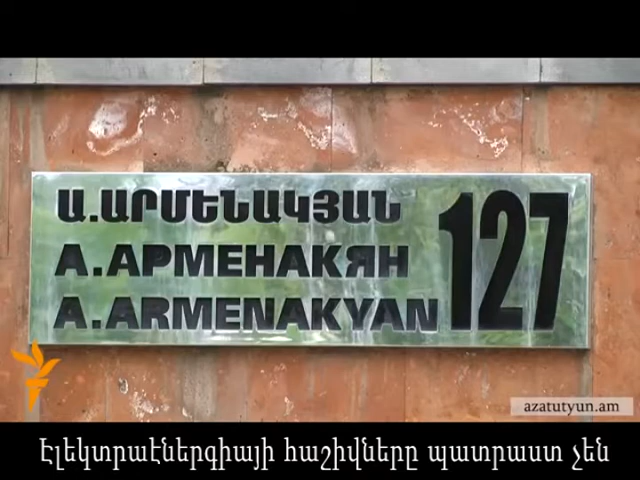 Ա.ԱՐՄԵՆԱԿՅԱՆ
А.АРМЕНАКЯН
A.ARMENAKYAN
127
azatutyun.am
Էլեկտրաէներգիայի հաշիվները պատրաստ չեն